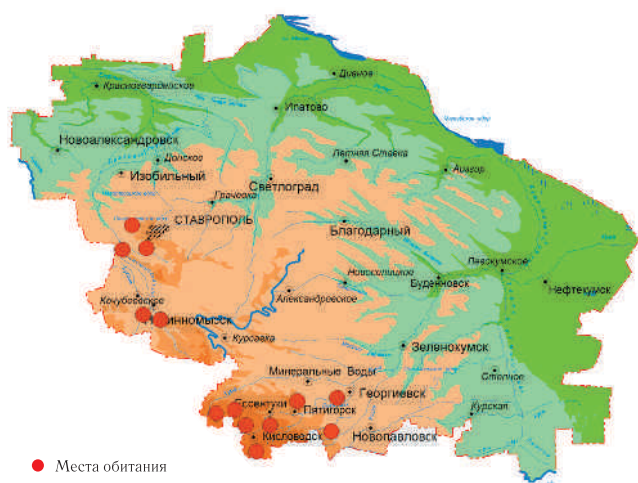 Дивное
Красногвардейское
Ипатово
Новоалександровск
Донское
Летняя Ставка
Изобильный
Светлоград
Арзгир
Грачевка
СТАВРОПОЛЬ
Благодарный
Левокумское
Новоселицкое
Буденновск
Нефтекумск
Кочубеевское
Александровское
Курсавка
Зеленокумск
Минеральные Воды
Степное
Георгиевск
Ессентуки
Пятигорск
Курская
Кисловодск
Новопавловск
Места обитания